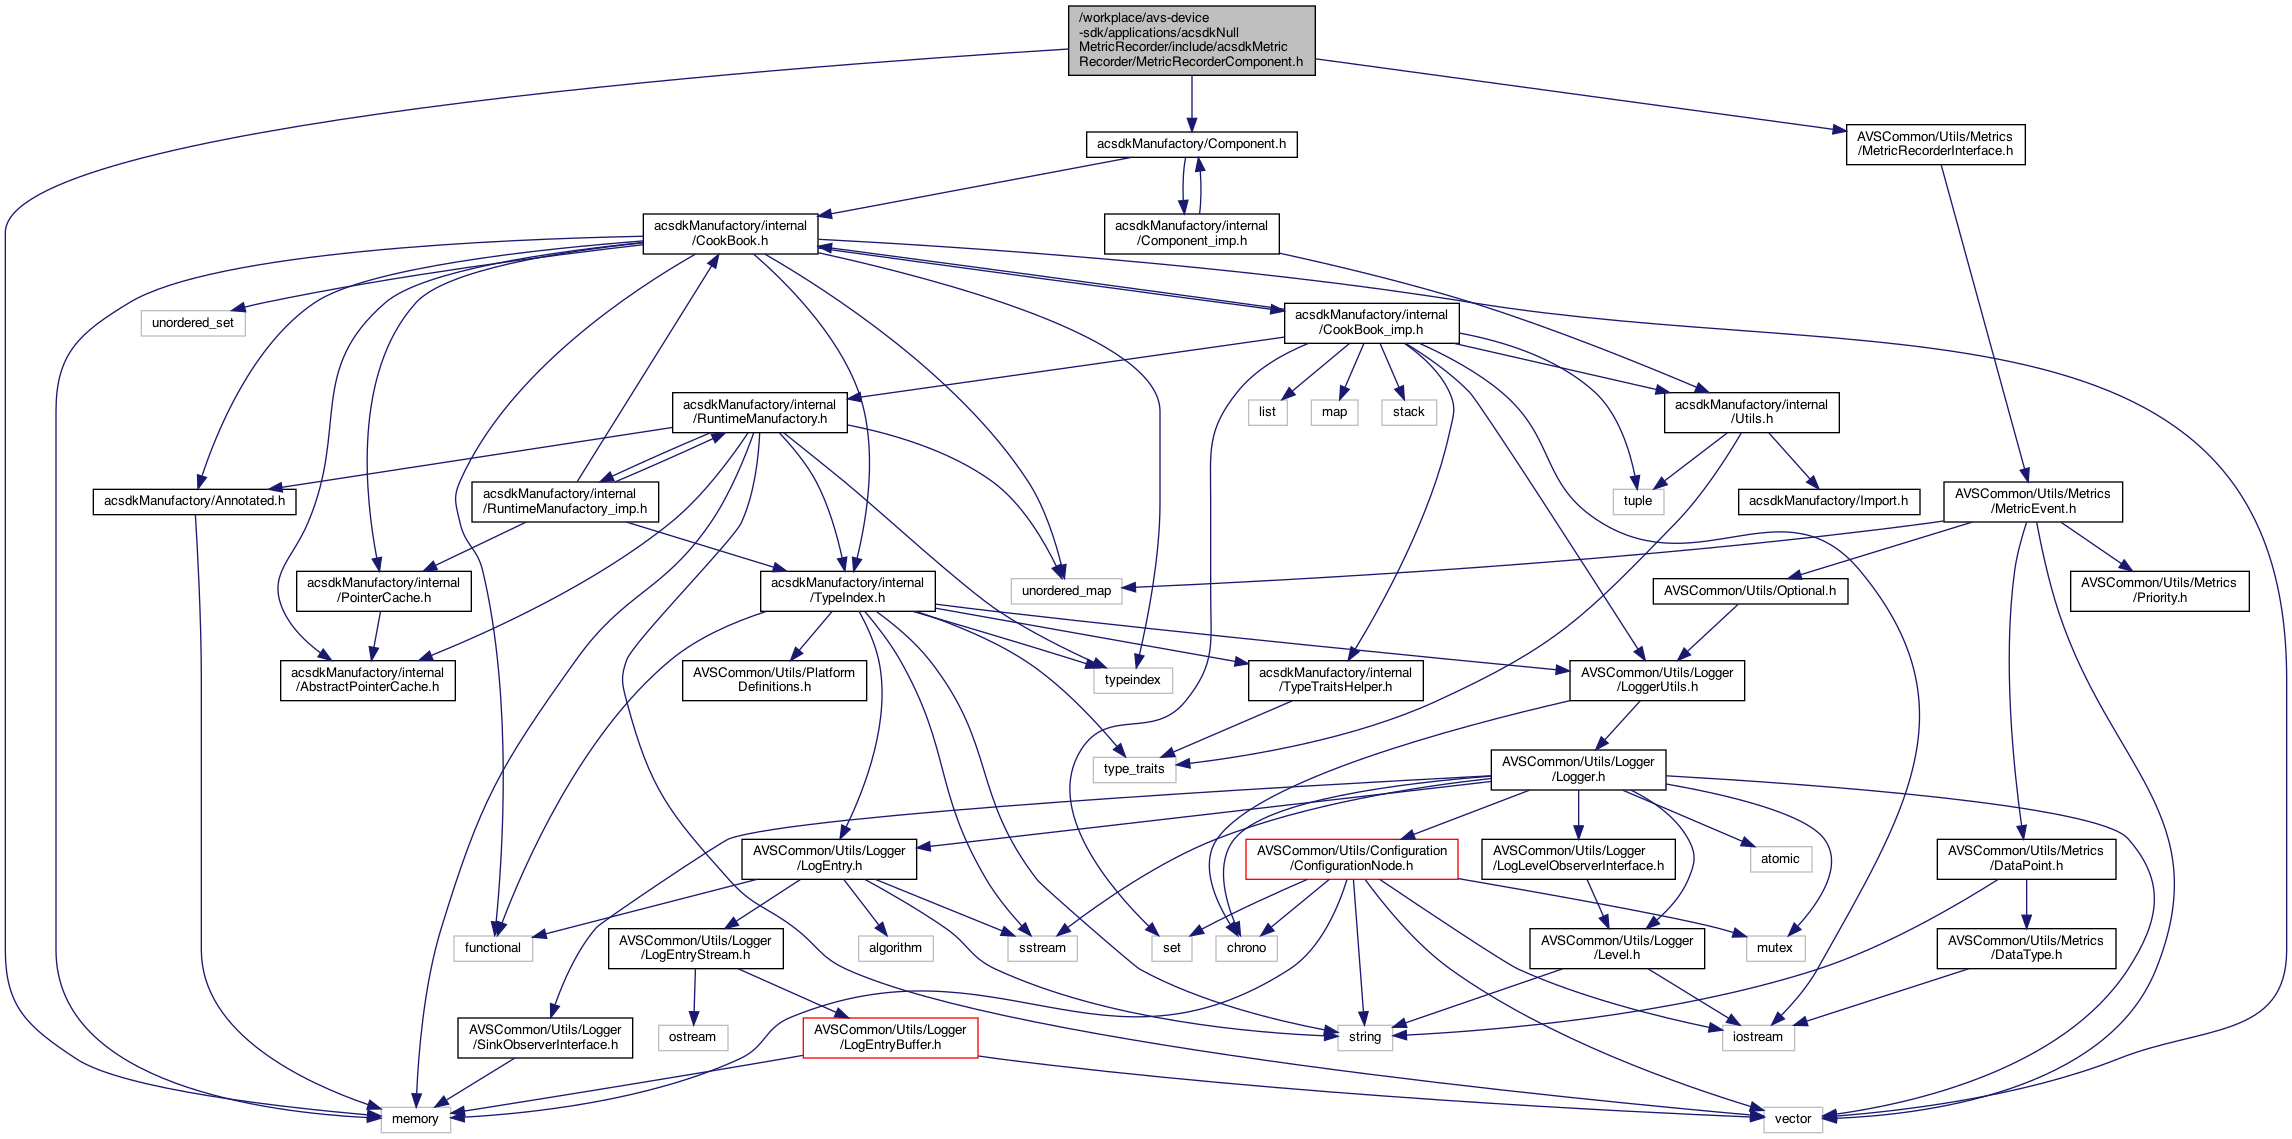 /workplace/avs-device
-sdk/applications/acsdkNull
MetricRecorder/include/acsdkMetric
Recorder/MetricRecorderComponent.h
acsdkManufactory/Component.h
AVSCommon/Utils/Metrics
/MetricRecorderInterface.h
acsdkManufactory/internal
/CookBook.h
acsdkManufactory/internal
/Component_imp.h
unordered_set
acsdkManufactory/internal
/CookBook_imp.h
acsdkManufactory/internal
/RuntimeManufactory.h
list
map
stack
acsdkManufactory/internal
/Utils.h
acsdkManufactory/Annotated.h
acsdkManufactory/internal
/RuntimeManufactory_imp.h
tuple
acsdkManufactory/Import.h
AVSCommon/Utils/Metrics
/MetricEvent.h
acsdkManufactory/internal
/PointerCache.h
acsdkManufactory/internal
/TypeIndex.h
unordered_map
AVSCommon/Utils/Optional.h
AVSCommon/Utils/Metrics
/Priority.h
acsdkManufactory/internal
/AbstractPointerCache.h
AVSCommon/Utils/Platform
Definitions.h
typeindex
acsdkManufactory/internal
/TypeTraitsHelper.h
AVSCommon/Utils/Logger
/LoggerUtils.h
type_traits
AVSCommon/Utils/Logger
/Logger.h
AVSCommon/Utils/Logger
/LogEntry.h
AVSCommon/Utils/Configuration
/ConfigurationNode.h
AVSCommon/Utils/Logger
/LogLevelObserverInterface.h
atomic
AVSCommon/Utils/Metrics
/DataPoint.h
functional
AVSCommon/Utils/Logger
/LogEntryStream.h
algorithm
sstream
set
chrono
AVSCommon/Utils/Logger
/Level.h
mutex
AVSCommon/Utils/Metrics
/DataType.h
AVSCommon/Utils/Logger
/SinkObserverInterface.h
ostream
AVSCommon/Utils/Logger
/LogEntryBuffer.h
string
iostream
memory
vector